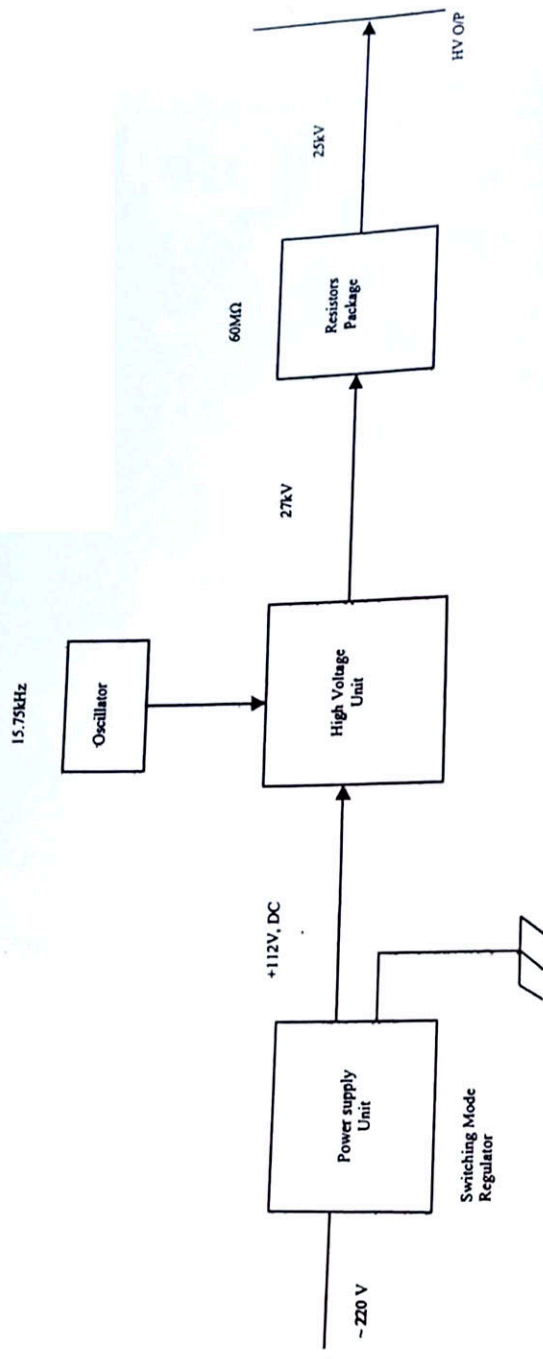 ~ 220 V
Power supply
Unit
Switching Mode
Regulator
+112V, DC
15.75kHz
Oscillator
High Voltage
Unit
27kV
60MΩ
Resistors
Package
25kV
HV O/P